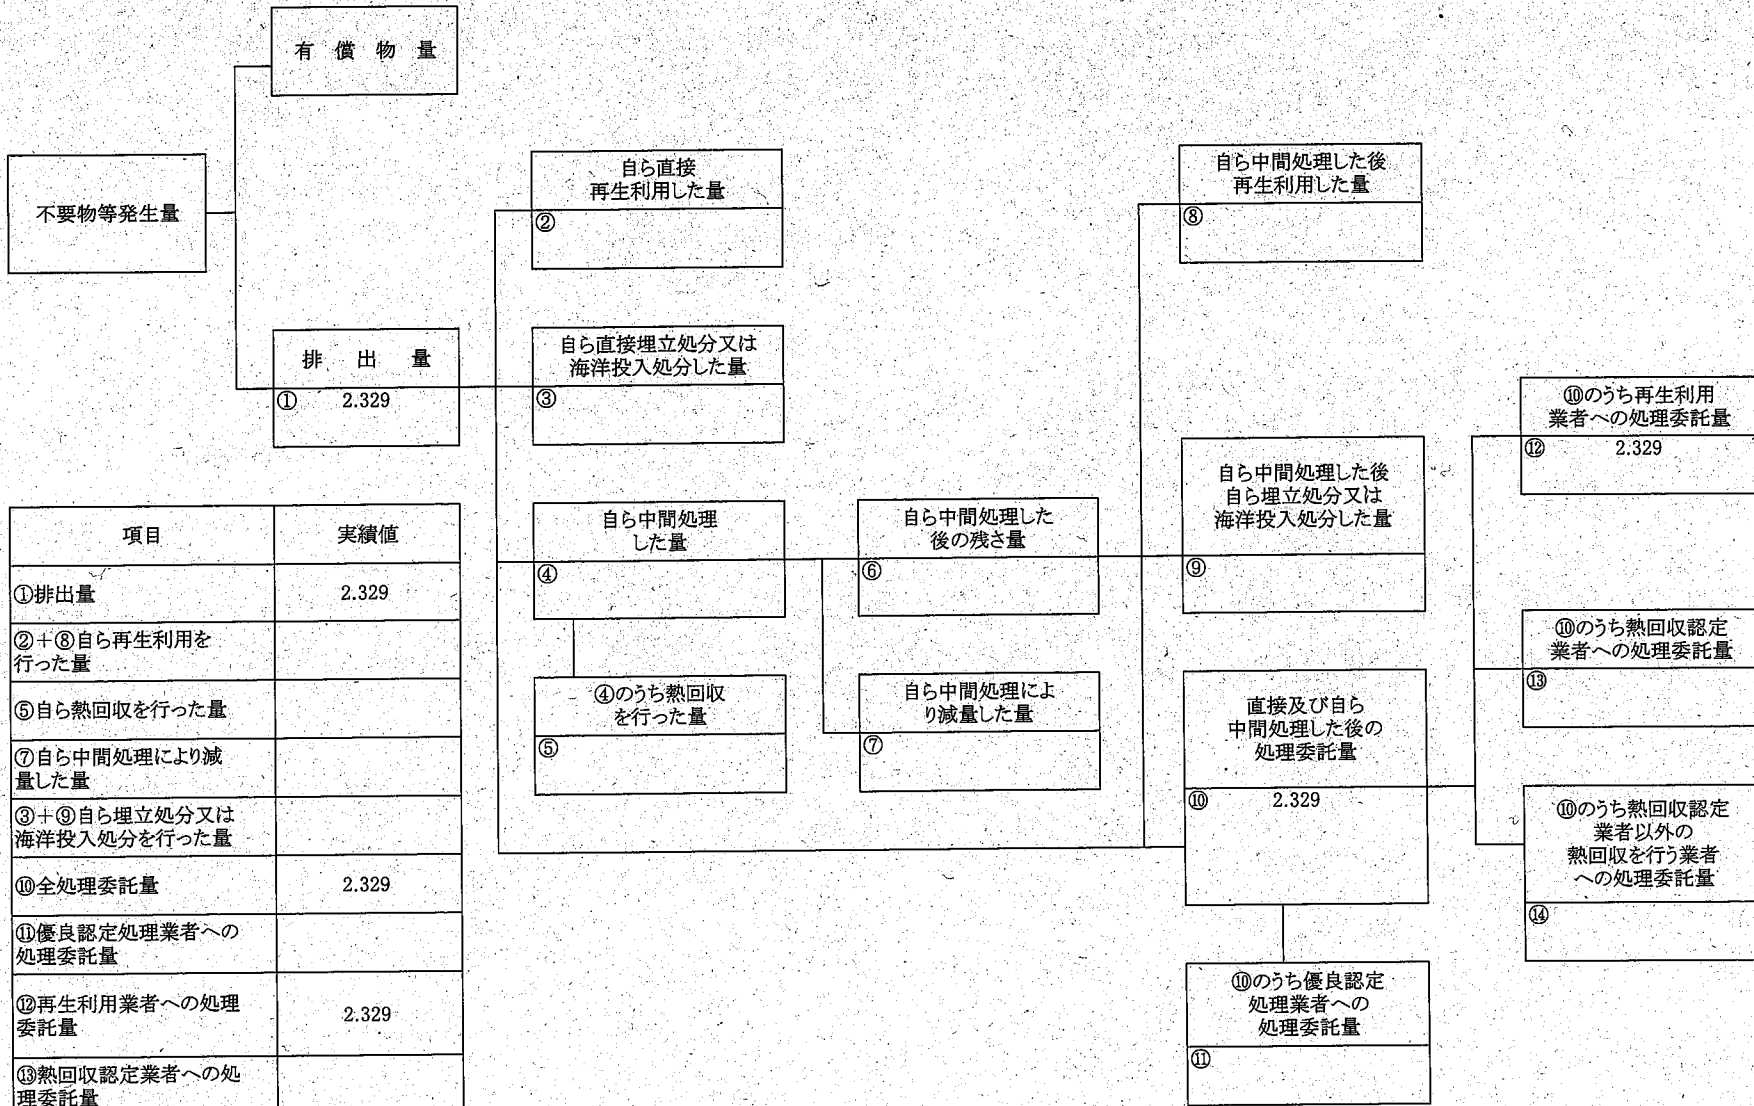 有償物量
不要物等発生量
排出量
① 2.329
自ら直接
再生利用した量
②
自ら直接埋立処分又は
海洋投入処分した量
③
自ら中間処理
した量
④
④のうち熱回収
を行った量
⑤
自ら中間処理した
後の残さ量
⑥
自ら中間処理によ
り減量した量
⑦
自ら中間処理した後
再生利用した量
⑧
自ら中間処理した後
自ら埋立処分又は
海洋投入処分した量
⑨
直接及び自ら
中間処理した後の
処理委託量
⑩ 2.329
⑩のうち優良認定
処理業者への
処理委託量
⑪
⑩のうち再生利用
業者への処理委託量
⑫ 2.329
⑩のうち熱回収認定
業者への処理委託量
⑬
⑩のうち熱回収認定
業者以外の
熱回収を行う業者
への処理委託量
⑭
項目 実績値
①排出量 2.329
②+⑧自ら再生利用を
行った量
⑤自ら熱回収を行った量
⑦自ら中間処理により減
量した量
③+⑨自ら埋立処分又は
海洋投入処分を行った量
⑩全処理委託量 2.329
⑪優良認定処理業者への
処理委託量
⑫再生利用業者への処理
委託量 2.329
⑬熱回収認定業者への処
理委託量